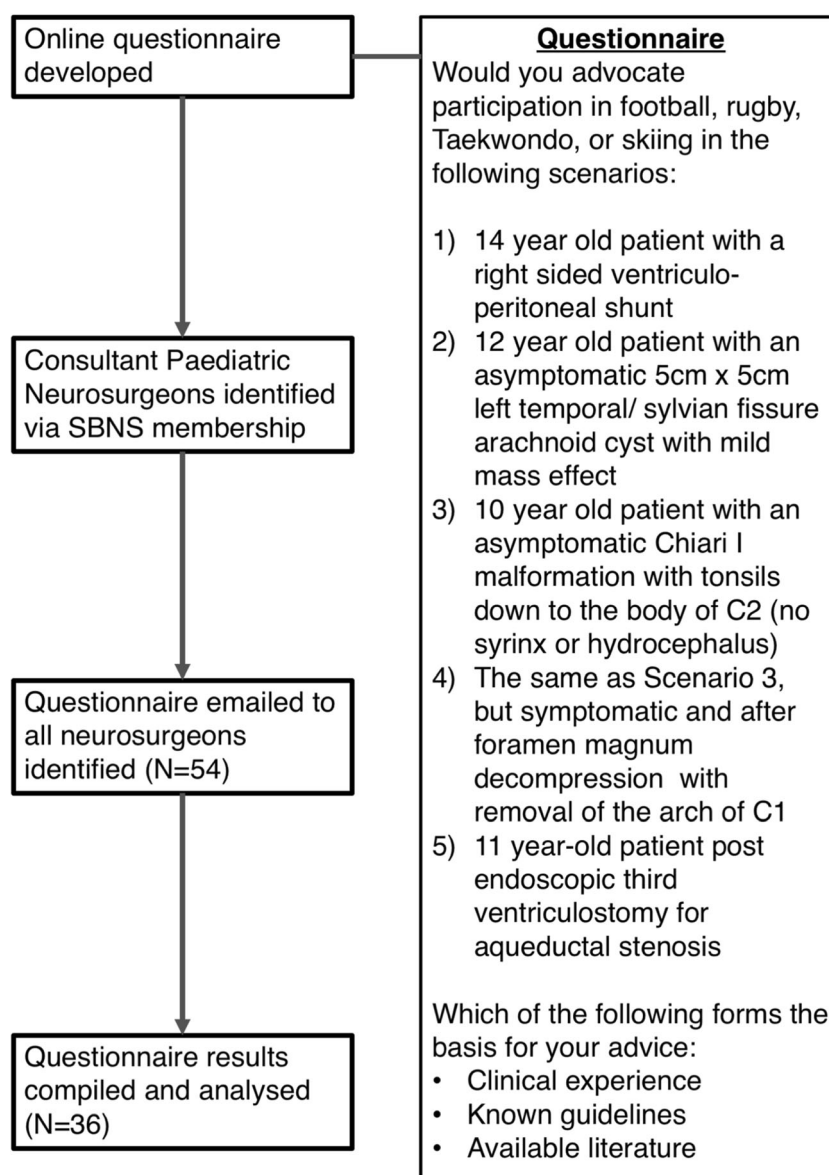 Online questionnaire
developed
Consultant Paediatric
Neurosurgeons identified
via SBNS membership
Questionnaire emailed to
all neurosurgeons
identified (N=54)
Questionnaire results
compiled and analysed
(N=36)
Questionnaire
Would you advocate
participation in football, rugby,
Taekwondo, or skiing in the
following scenarios:
1) 14 year old patient with a
right sided ventriculo-
peritoneal shunt
2) 12 year old patient with an
asymptomatic 5cm x 5cm
left temporal/ sylvian fissure
arachnoid cyst with mild
mass effect
3) 10 year old patient with an
asymptomatic Chiari I
malformation with tonsils
down to the body of C2 (no
syrinx or hydrocephalus)
4) The same as Scenario 3,
but symptomatic and after
foramen magnum
decompression with
removal of the arch of C1
5) 11 year-old patient post
endoscopic third
ventriculostomy for
aqueductal stenosis
Which of the following forms the
basis for your advice:
• Clinical experience
• Known guidelines
• Available literature